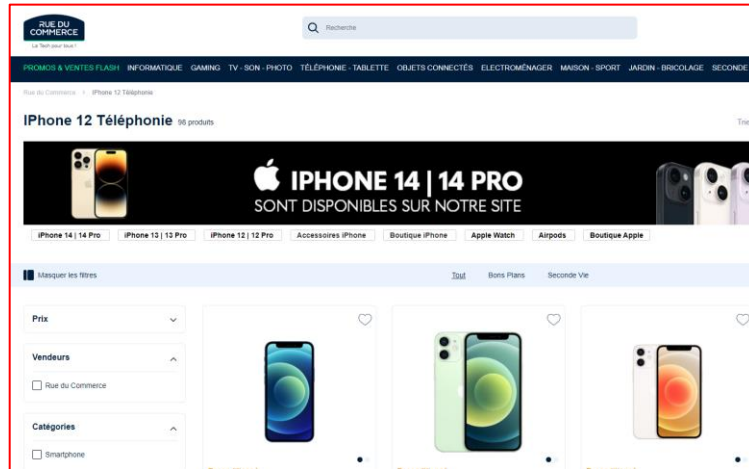 RUE DU
COMMERCE
La Tech pour tous !
Recherche
PROMOS & VENTES FLASH INFORMATIQUE GAMING TV - SON - PHOTO TÉLÉPHONIE - TABLETTE OBJETS CONNECTÉS ELECTROMÉNAGER MAISON - SPORT JARDIN - BRICOLAGE SECONDE
Rue du Commerce > iPhone 12 Téléphonie
IPhone 12 Téléphonie 98 produits
Trie
IPHONE 14 | 14 PRO
SONT DISPONIBLES SUR NOTRE SITE
iPhone 14 | 14 Pro iPhone 13 | 13 Pro iPhone 12 | 12 Pro Accessoires iPhone Boutique iPhone Apple Watch Airpods Boutique Apple
Masquer les filtres Tout Bons Plans Seconde Vie
Prix
Vendeurs
Rue du Commerce
Catégories
Smartphone